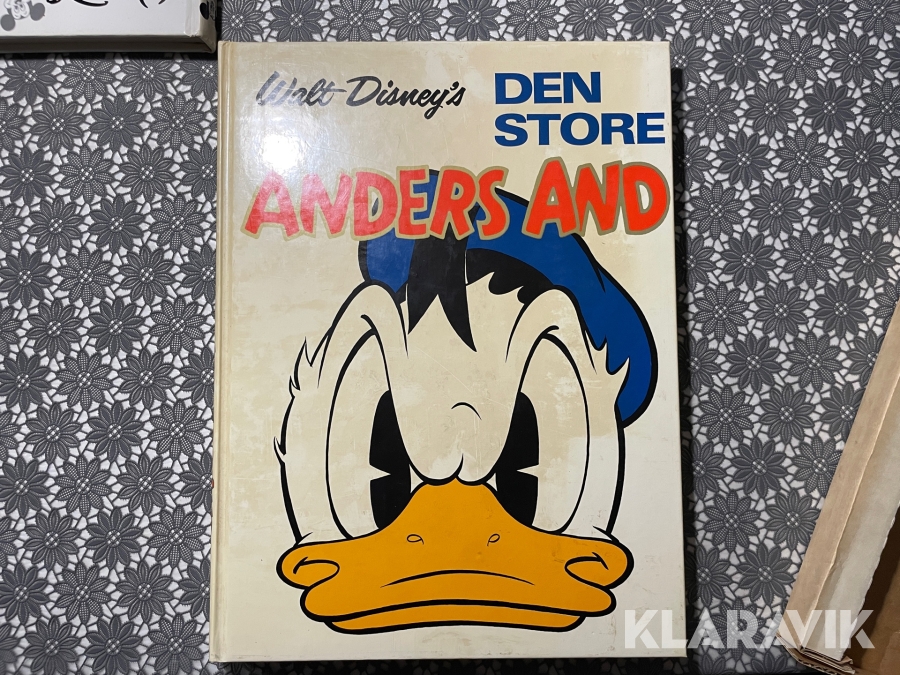 Walt Disney's
DEN
STORE
ANDERS AND
KLARAVIK